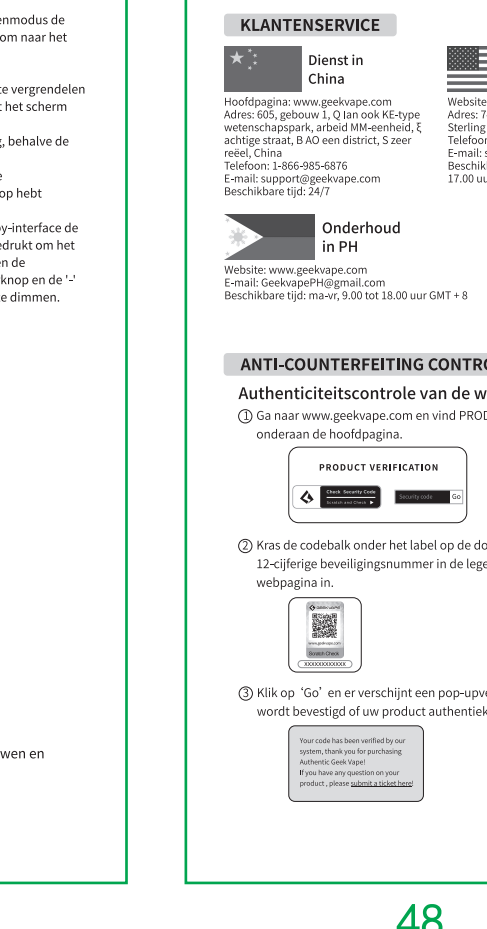 enmodus de
om naar het
te vergrendelen
t het scherm
g, behalve de
e
op hebt
by-interface de
edrukt om het
en de
knop en de '-'
te dimmen.
wen en
KLANTENSERVICE
Dienst in
China
Hoofdpagina: www.geekvape.com
Adres: 605, gebouw 1, Q Ian ook KE-type
wetenschapspark, arbeid MM-eenheid, ξ
achtige straat, B AO een district, S zeer
reëel, China
Telefoon: 1-866-985-6876
E-mail: support@geekvape.com
Beschikbare tijd: 24/7
Website
Adres: 7
Sterling
Telefoon
E-mail: s
Beschik
17.00 uu
Onderhoud
in PH
Website: www.geekvape.com
E-mail: GeekvapePH@gmail.com
Beschikbare tijd: ma-vr, 9.00 tot 18.00 uur GMT + 8
ANTI-COUNTERFEITING CONTRO
Authenticiteitscontrole van de w
① Ga naar www.geekvape.com en vind PROD
onderaan de hoofdpagina.
PRODUCT VERIFICATION
Check Security Code
Scratch and Check ▶
Security code Go
② Kras de codebalk onder het label op de do
12-cijferige beveiligingsnummer in de lege
webpagina in.
GEEKVAPE
www.geekvape.com
Scratch Check
XXXXXXXXXXXX
③ Klik op ‘Go’ en er verschijnt een pop-upve
wordt bevestigd of uw product authentiek
Your code has been verified by our
system, thank you for purchasing
Authentic Geek Vape!
If you have any question on your
product , please submit a ticket here!
48